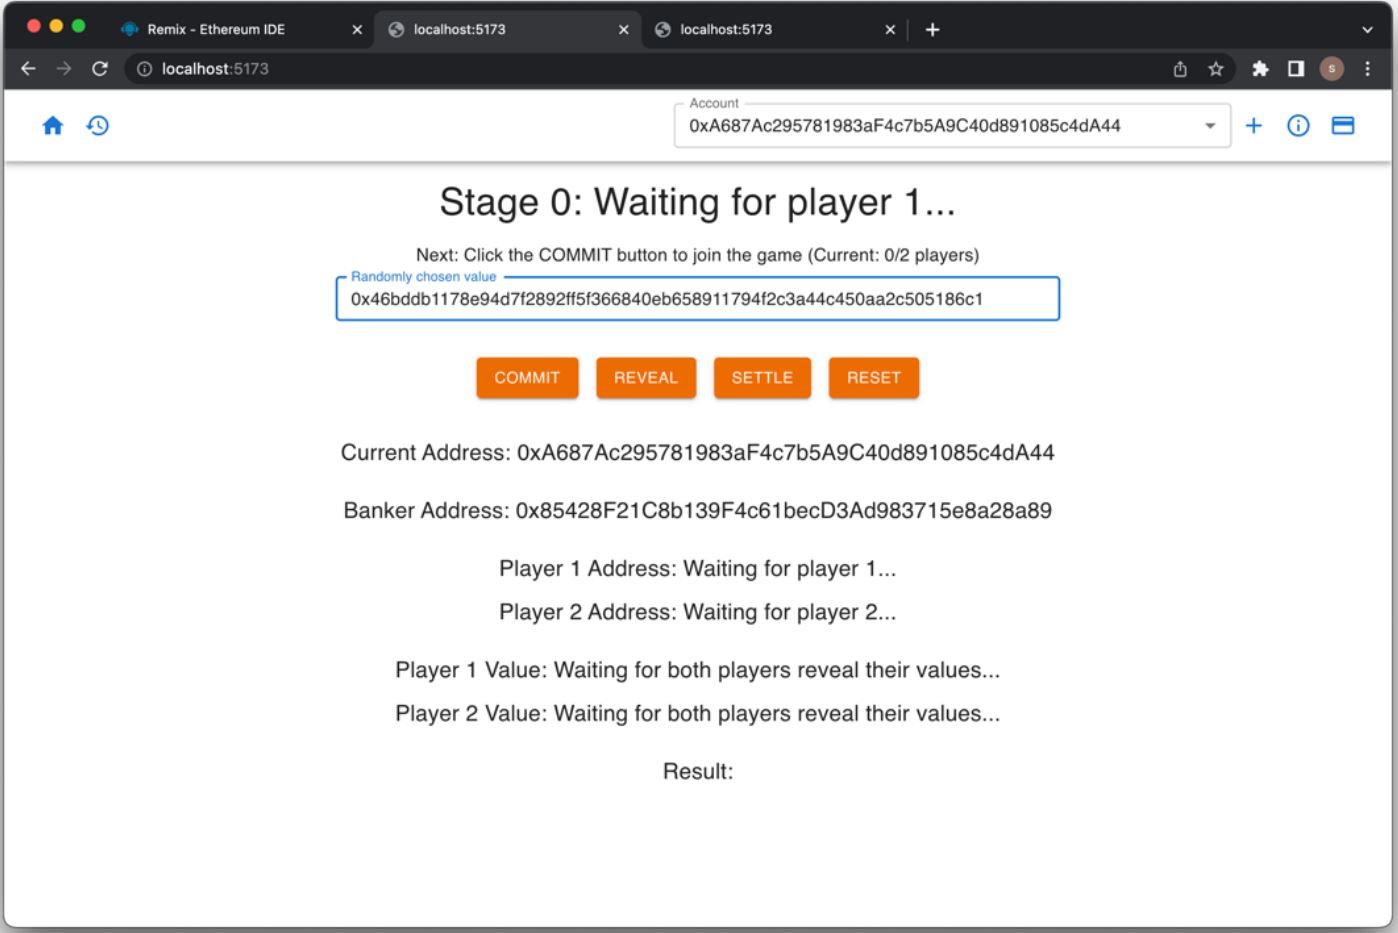 Remix - Ethereum IDE
localhost:5173
localhost:5173
localhost:5173
S
Account
0xA687Ac295781983aF4c7b5A9C40d891085c4dA44
Stage 0: Waiting for player 1...
Next: Click the COMMIT button to join the game (Current: 0/2 players)
Randomly chosen value
0x46bddb1178e94d7f2892ff5f366840eb658911794f2c3a44c450aa2c505186c1
COMMIT REVEAL SETTLE RESET
Current Address: 0xA687Ac295781983aF4c7b5A9C40d891085c4dA44
Banker Address: 0x85428F21C8b139F4c61becD3Ad983715e8a28a89
Player 1 Address: Waiting for player 1...
Player 2 Address: Waiting for player 2...
Player 1 Value: Waiting for both players reveal their values...
Player 2 Value: Waiting for both players reveal their values...
Result: